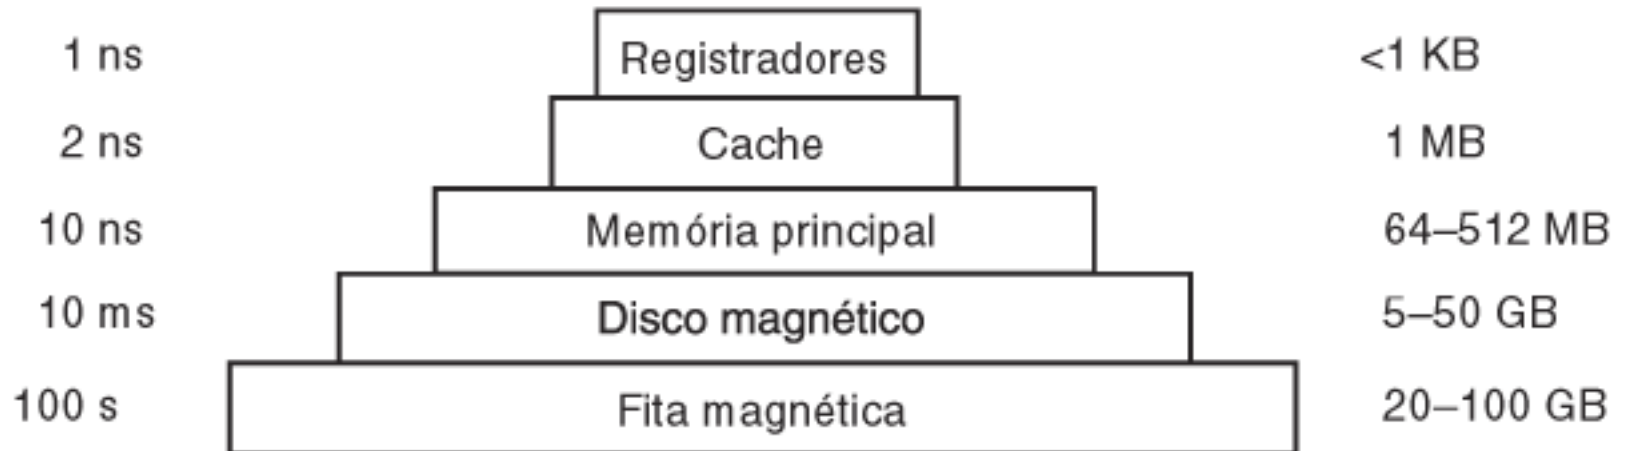 1 ns Registradores <1 KB
2 ns Cache 1 MB
10 ns Memória principal 64–512 MB
10 ms Disco magnético 5–50 GB
100 s Fita magnética 20–100 GB